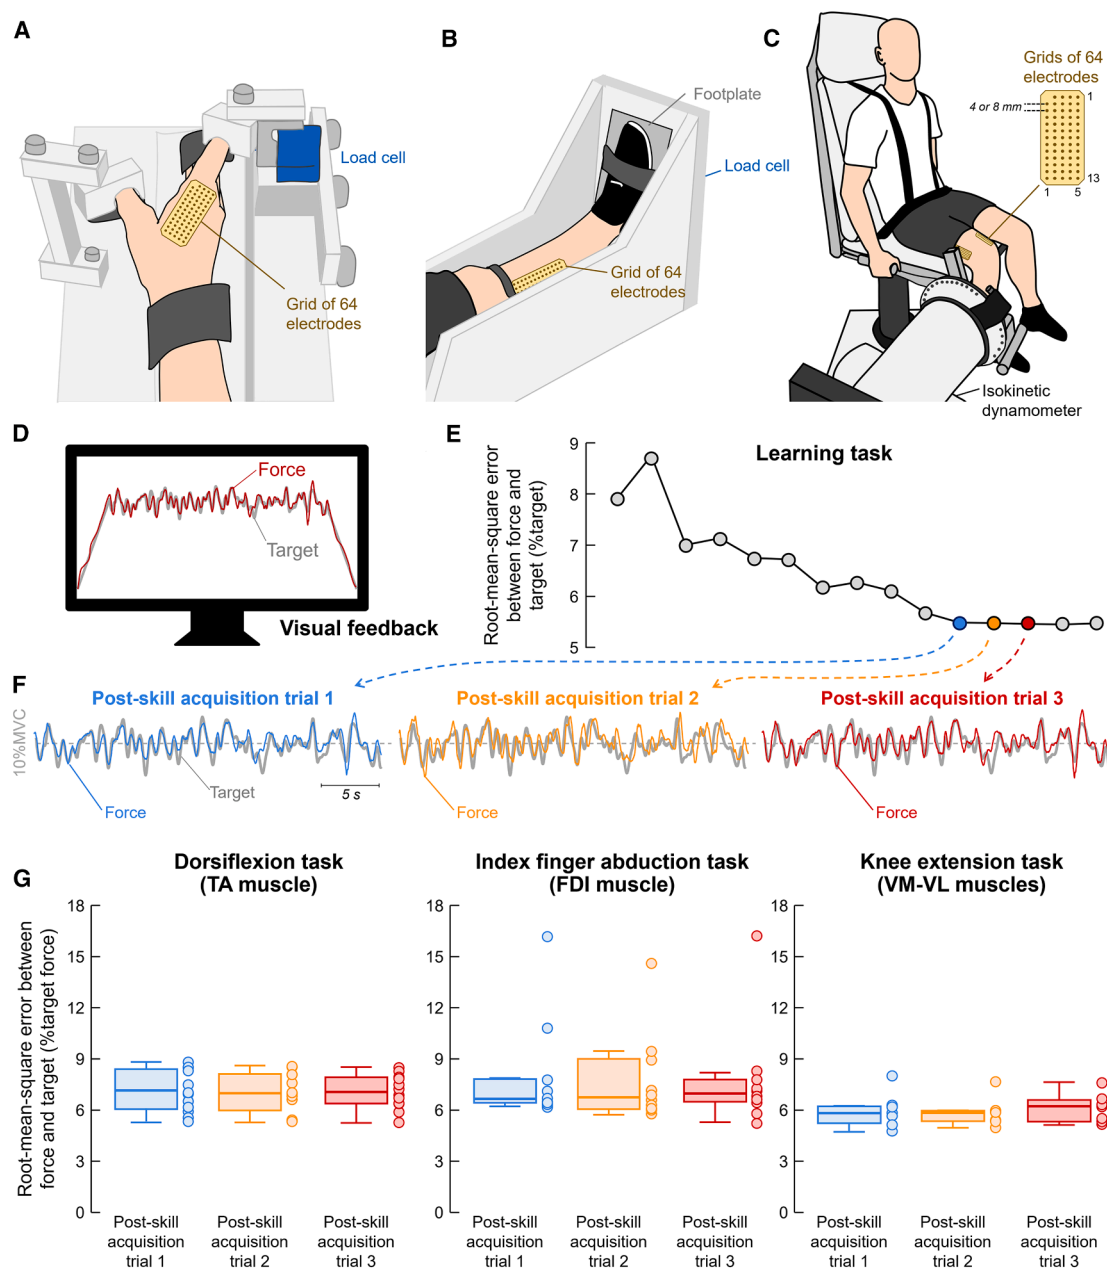 A
Load cell
Grid of 64
electrodes
B
Footplate
Load cell
Grid of 64
electrodes
C
Grids of 64
electrodes
4 or 8 mm
1
13
1
5
Isokinetic
dynamometer
D
Force
Target
Visual feedback
E
Learning task
Root-mean-square error
between force and
target (%target)
9
8
7
6
5
F
Post-skill acquisition trial 1
Post-skill acquisition trial 2
Post-skill acquisition trial 3
10%MVC
Target
Force
5 s
Force
Force
G
Root-mean-square error between
force and target (%target force)
Dorsiflexion task
(TA muscle)
18
15
12
9
6
3
0
Post-skill
acquisition
trial 1
Post-skill
acquisition
trial 2
Post-skill
acquisition
trial 3
Index finger abduction task
(FDI muscle)
18
15
12
9
6
3
0
Post-skill
acquisition
trial 1
Post-skill
acquisition
trial 2
Post-skill
acquisition
trial 3
Knee extension task
(VM-VL muscles)
18
15
12
9
6
3
0
Post-skill
acquisition
trial 1
Post-skill
acquisition
trial 2
Post-skill
acquisition
trial 3